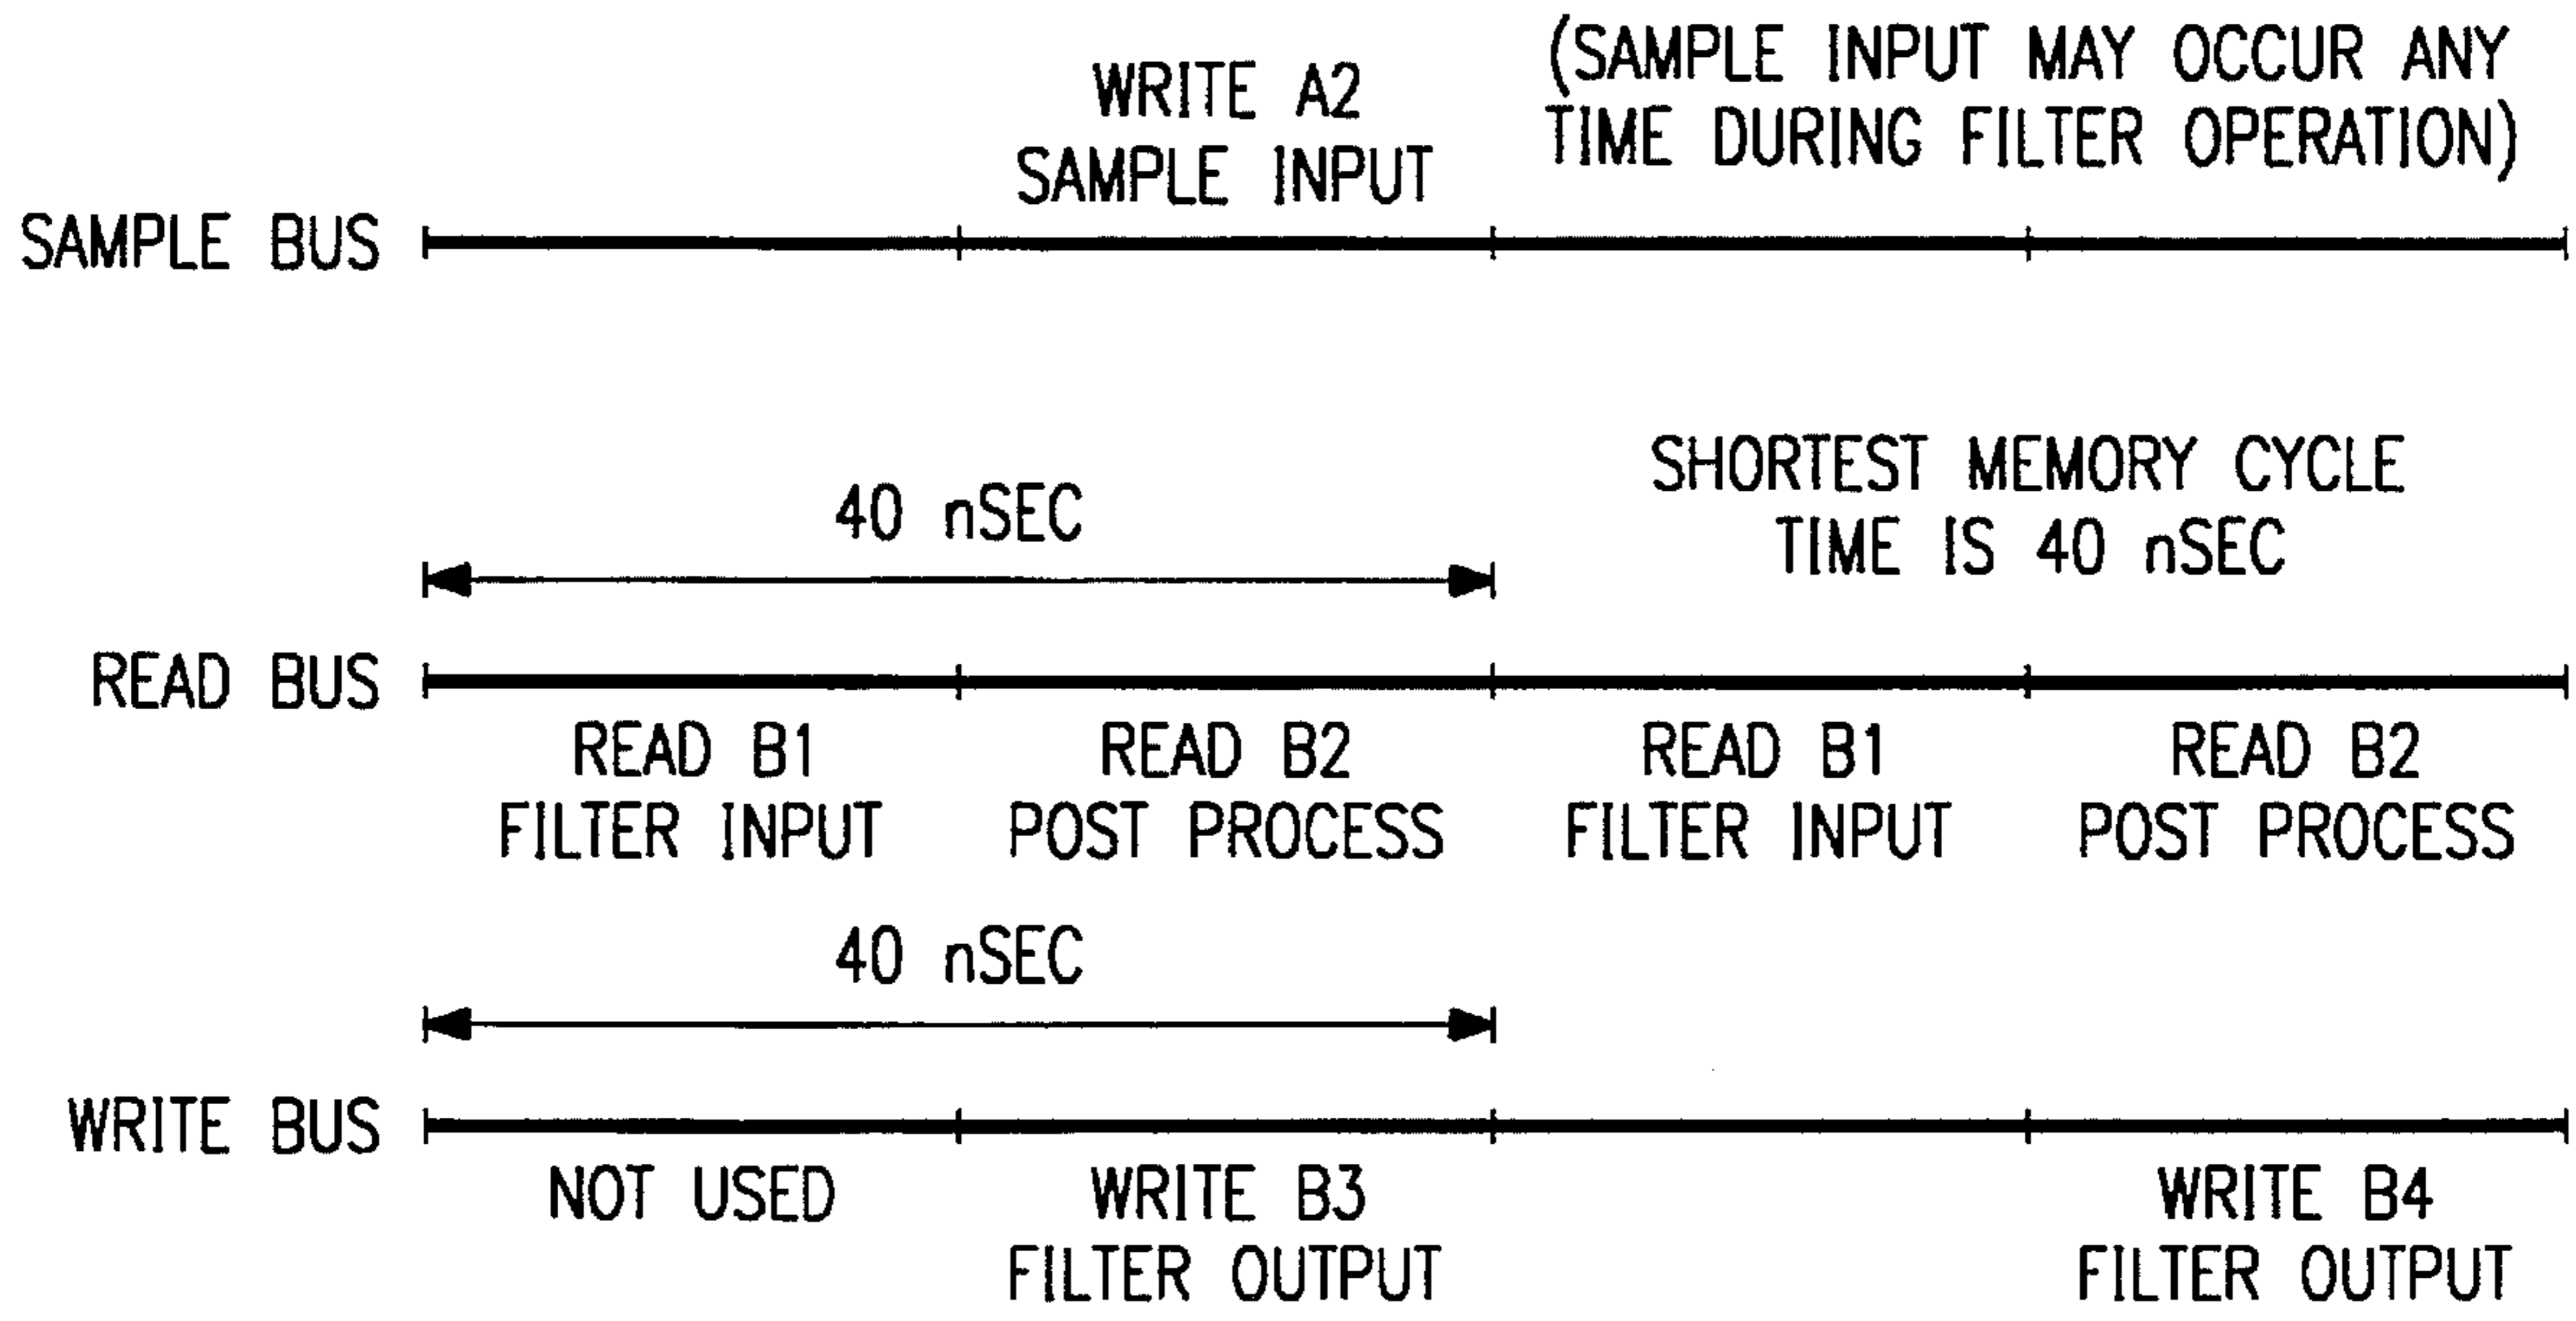 WRITE A2
SAMPLE INPUT
(SAMPLE INPUT MAY OCCUR ANY
TIME DURING FILTER OPERATION)
SAMPLE BUS
40 nSEC
SHORTEST MEMORY CYCLE
TIME IS 40 nSEC
READ BUS
READ B1
FILTER INPUT
READ B2
POST PROCESS
READ B1
FILTER INPUT
READ B2
POST PROCESS
40 nSEC
WRITE BUS
NOT USED
WRITE B3
FILTER OUTPUT
WRITE B4
FILTER OUTPUT